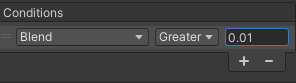 Conditions
Blend Greater 0.01
+ −